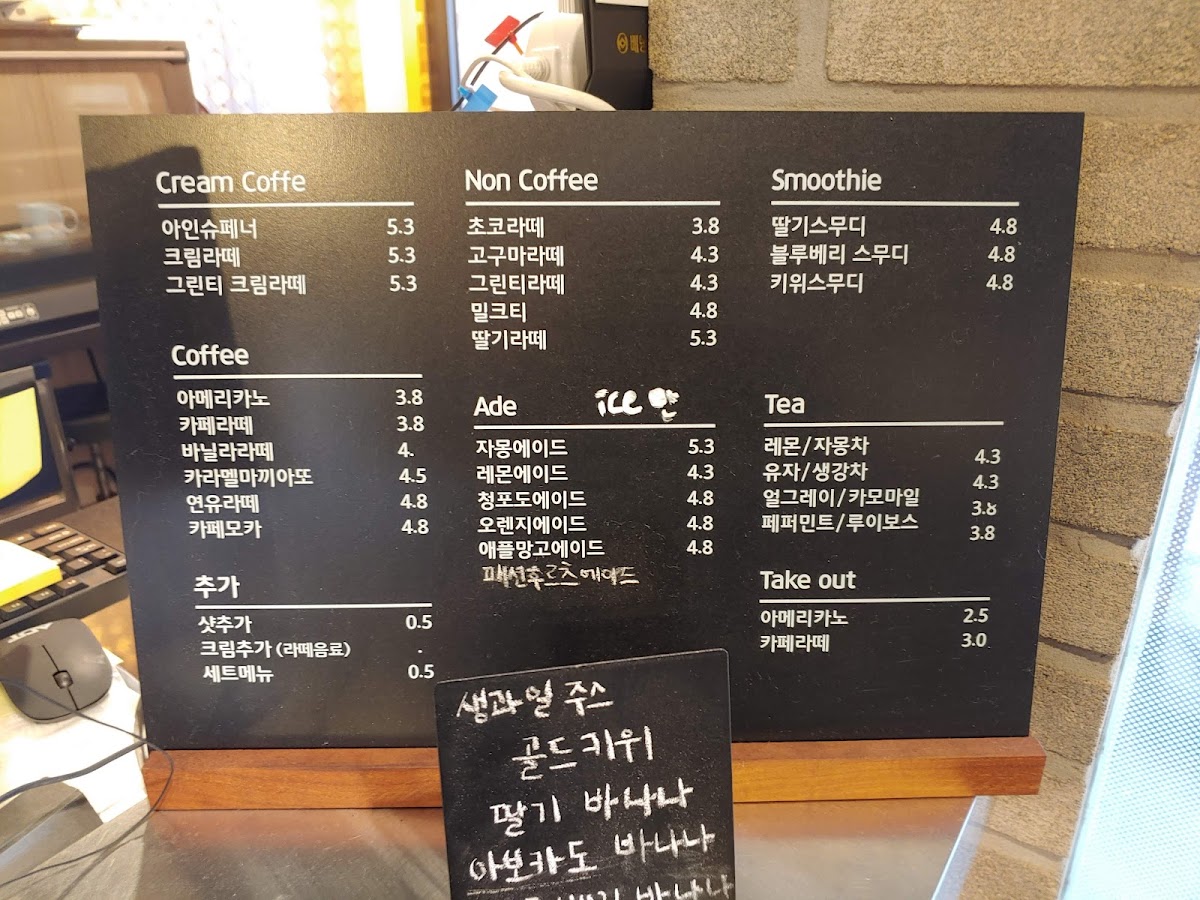 Cream Coffe
아인슈페너 5.3
크림라떼 5.3
그린티 크림라떼 5.3
Coffee
아메리카노 3.8
카페라떼 3.8
바닐라라떼 4.
카라멜마끼아또 4.5
연유라떼 4.8
카페모카 4.8
추가
샷추가 0.5
크림추가 (라떼음료) .
세트메뉴 0.5
Non Coffee
초코라떼 3.8
고구마라떼 4.3
그린티라떼 4.3
밀크티 4.8
딸기라떼 5.3
Ade ice 만
자몽에이드 5.3
레몬에이드 4.3
청포도에이드 4.8
오렌지에이드 4.8
애플망고에이드 4.8
패션후르츠에이드
Smoothie
딸기스무디 4.8
블루베리 스무디 4.8
키위스무디 4.8
Tea
레몬/자몽차 4.3
유자/생강차 4.3
얼그레이/카모마일 3.8
페퍼민트/루이보스 3.8
Take out
아메리카노 2.5
카페라떼 3.0
생과일 주스
골드키위
딸기 바나나
아보카도 바나나
바나나